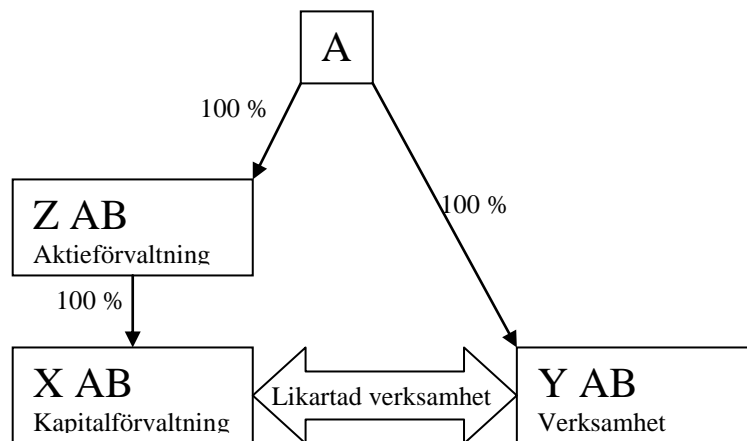 A
100 %
100 %
Z AB
Aktieförvaltning
100 %
X AB
Kapitalförvaltning
Likartad verksamhet
Y AB
Verksamhet